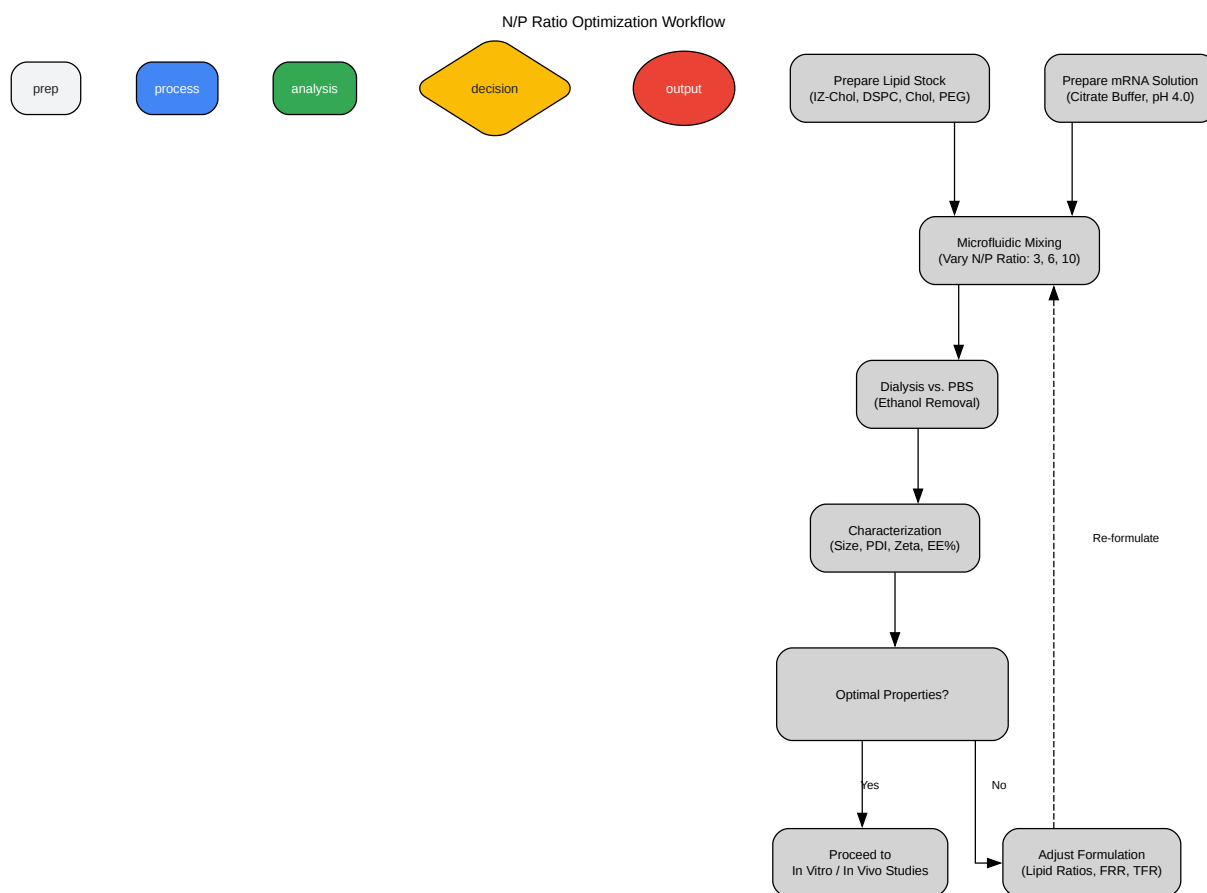 N/P Ratio Optimization Workflow
prep
process
analysis
decision
output
Prepare Lipid Stock
(IZ-Chol, DSPC, Chol, PEG)
Prepare mRNA Solution
(Citrate Buffer, pH 4.0)
Microfluidic Mixing
(Vary N/P Ratio: 3, 6, 10)
Dialysis vs. PBS
(Ethanol Removal)
Characterization
(Size, PDI, Zeta, EE%)
Re-formulate
Optimal Properties?
Yes
No
Proceed to
In Vitro / In Vivo Studies
Adjust Formulation
(Lipid Ratios, FRR, TFR)